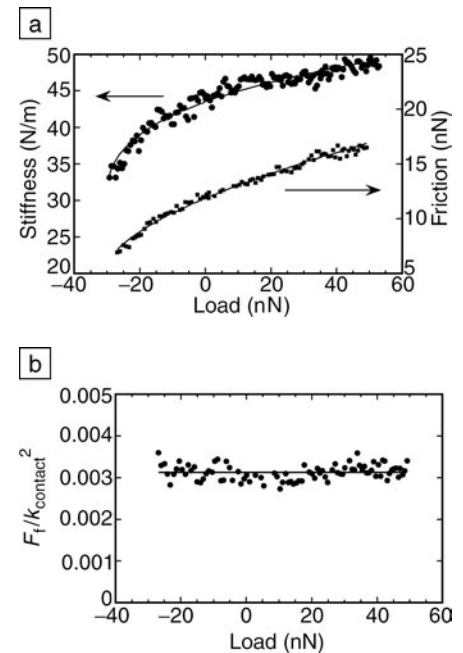 a
Stiffness (N/m)
50
45
40
35
30
25
20
25
20
15
10
5
Friction (nN)
−40 −20 0 20 40 60
Load (nN)
b
F_f/k_contact²
0.005
0.004
0.003
0.002
0.001
0
−40 −20 0 20 40 60
Load (nN)